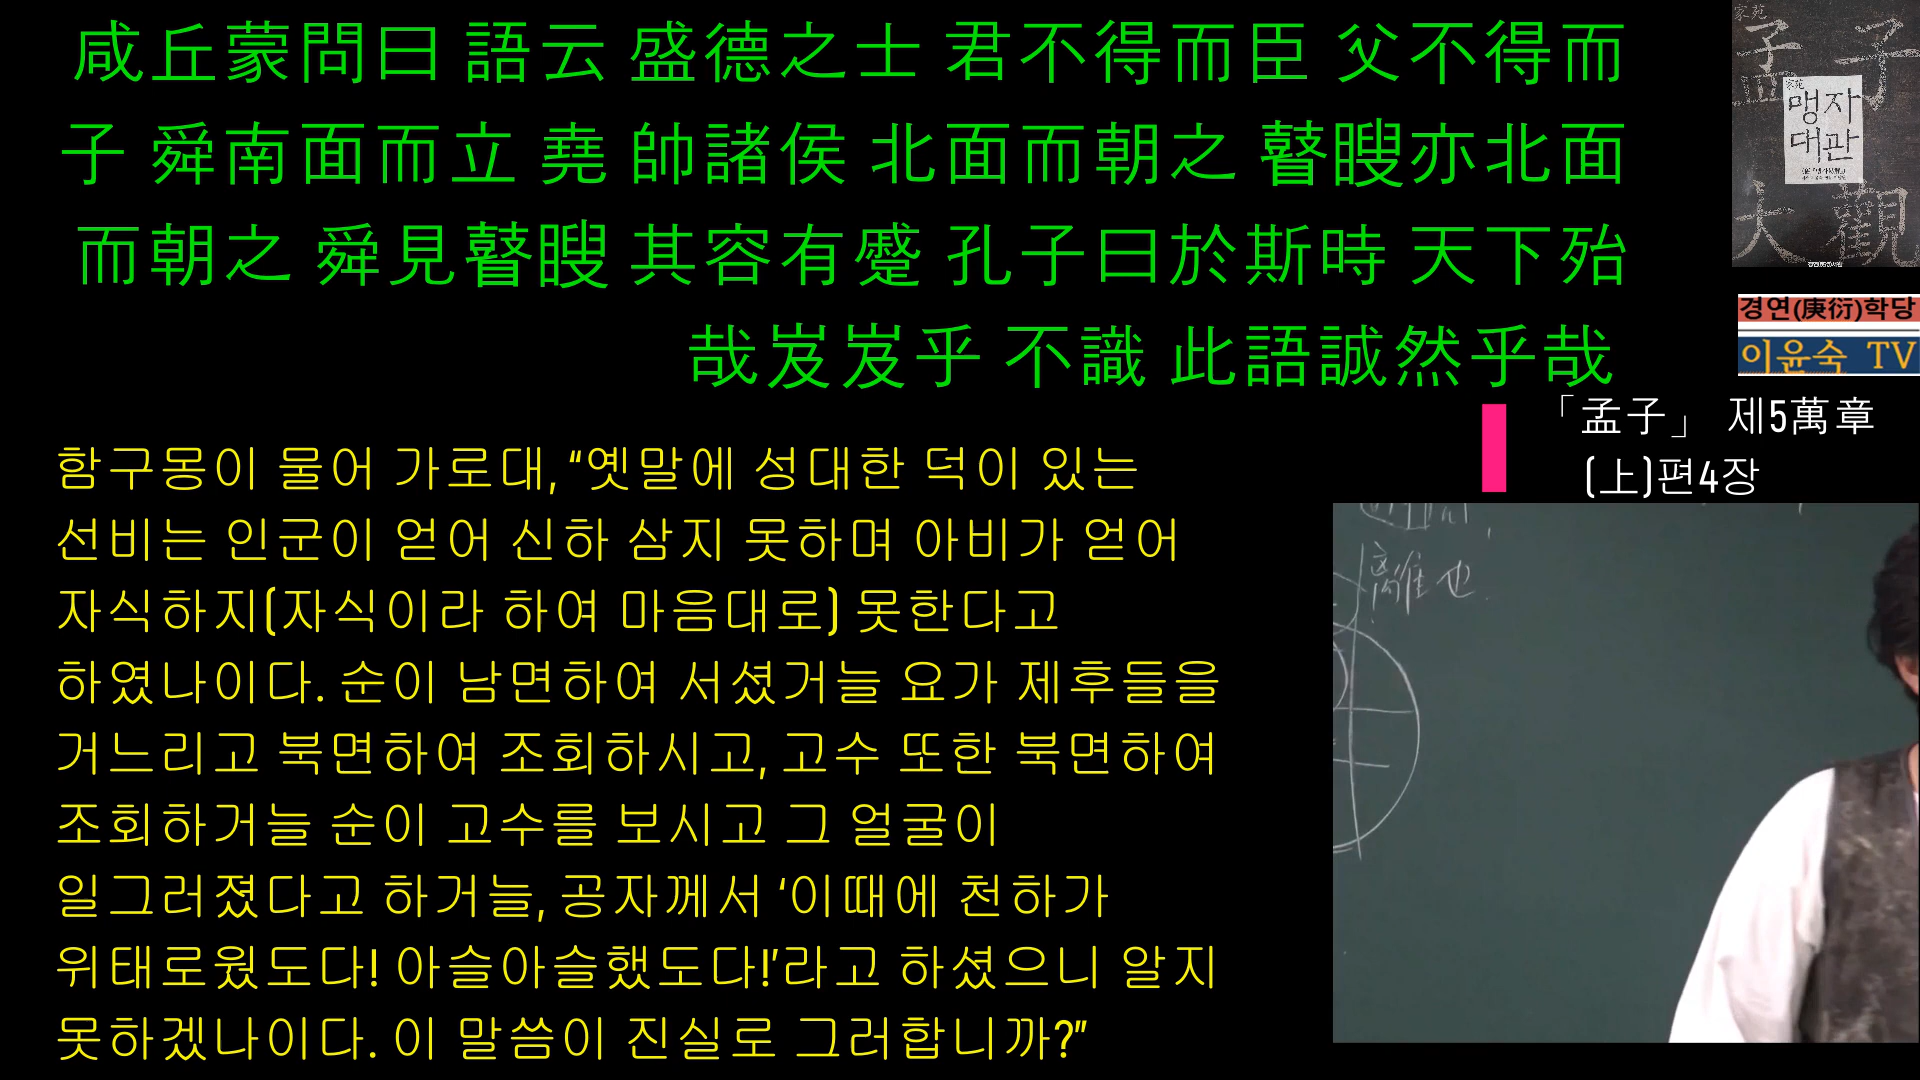 咸丘蒙問曰 語云 盛德之士 君不得而臣 父不得而
子 舜南面而立 堯 帥諸侯 北面而朝之 瞽瞍亦北面
而朝之 舜見瞽瞍 其容有蹙 孔子曰於斯時 天下殆
哉岌岌乎 不識 此語誠然乎哉
함구몽이 물어 가로대, “옛말에 성대한 덕이 있는
선비는 인군이 얻어 신하 삼지 못하며 아비가 얻어
자식하지(자식이라 하여 마음대로) 못한다고
하였나이다. 순이 남면하여 서셨거늘 요가 제후들을
거느리고 북면하여 조회하시고, 고수 또한 북면하여
조회하거늘 순이 고수를 보시고 그 얼굴이
일그러졌다고 하거늘, 공자께서 ‘이때에 천하가
위태로웠도다! 아슬아슬했도다!’라고 하셨으니 알지
못하겠나이다. 이 말씀이 진실로 그러합니까?”
家苑
孟子
家苑
맹자
대관
大觀
경연(庚衍)학당
이윤숙 TV
「孟子」 제5萬章
(上)편4장
離也